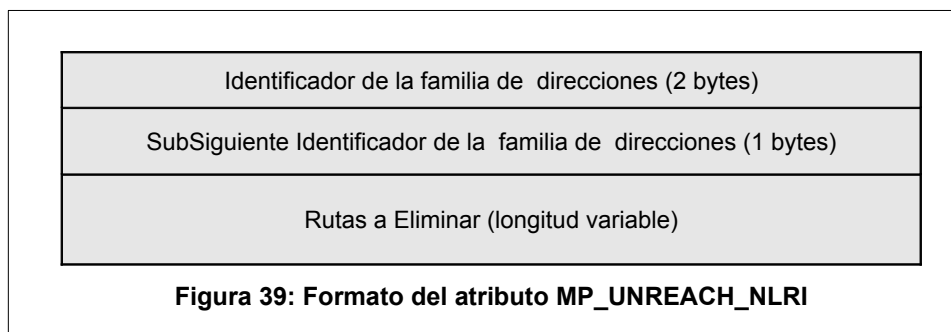 Identificador de la familia de direcciones (2 bytes)
SubSiguiente Identificador de la familia de direcciones (1 bytes)
Rutas a Eliminar (longitud variable)
Figura 39: Formato del atributo MP_UNREACH_NLRI